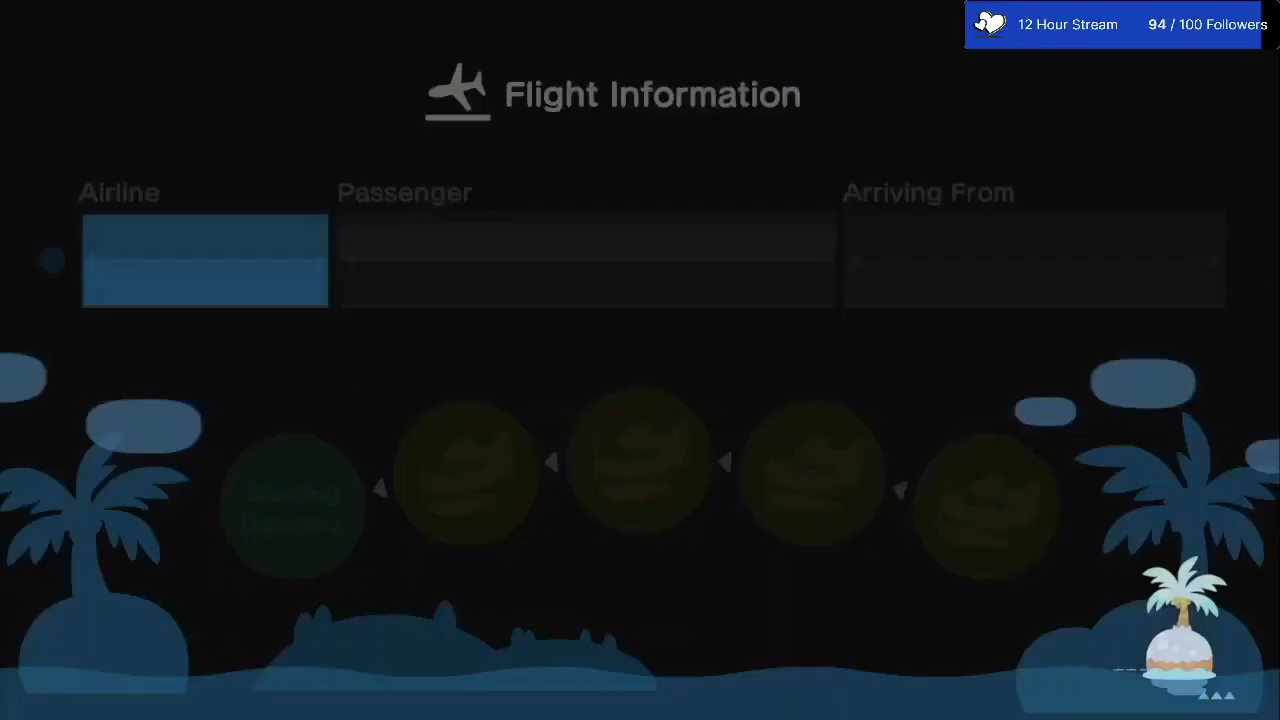 12 Hour Stream 94 / 100 Followers
Flight Information
Airline Passenger Arriving From